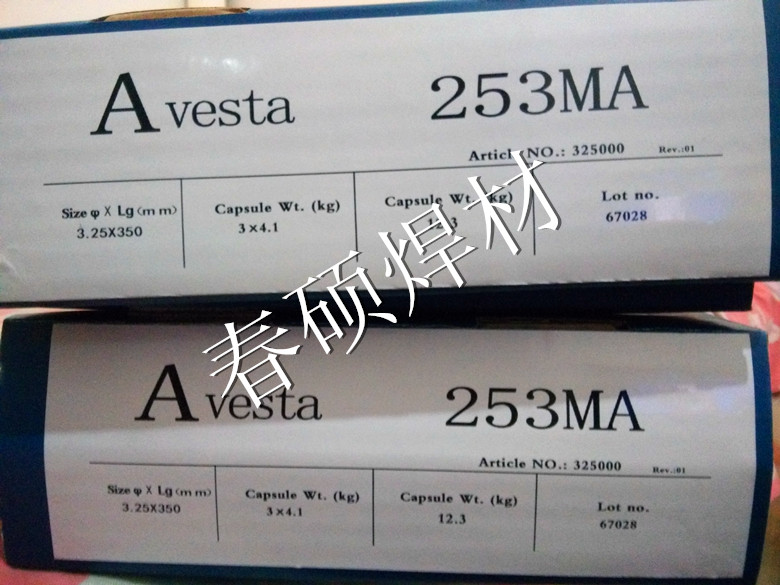 Avesta 253MA
Article NO.: 325000 Rev.:01
Size φ X Lg(mm) Capsule Wt. (kg) Capsule Wt. (kg) Lot no.
3.25X350 3×4.1 12.3 67028
春硕焊材
Avesta 253MA
Article NO.: 325000 Rev.:01
Size φ X Lg(mm) Capsule Wt. (kg) Capsule Wt. (kg) Lot no.
3.25X350 3×4.1 12.3 67028